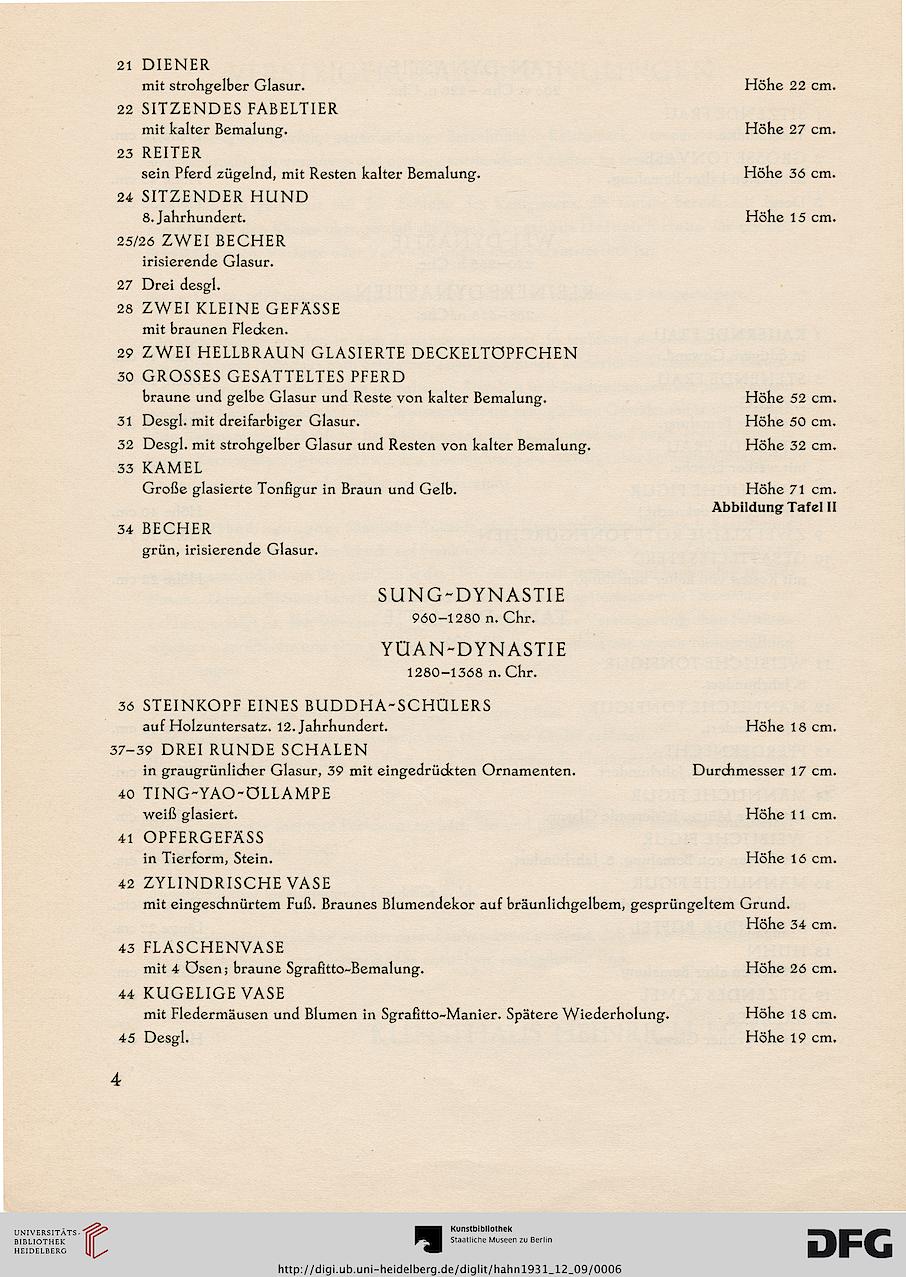 21 DIENER
mit strohgelber Glasur. Höhe 22 cm.
22 SITZENDES FABELTIER
mit kalter Bemalung. Höhe 27 cm.
23 REITER
sein Pferd zügelnd, mit Resten kalter Bemalung. Höhe 36 cm.
24 SITZENDER HUND
8. Jahrhundert. Höhe 15 cm.
25/26 ZWEI BECHER
irisierende Glasur.
27 Drei desgl.
28 ZWEI KLEINE GEFÄSSE
mit braunen Flecken.
29 ZWEI HELLBRAUN GLASIERTE DECKELTÖPFCHEN
30 GROSSES GESATTELTES PFERD
braune und gelbe Glasur und Reste von kalter Bemalung. Höhe 52 cm.
31 Desgl. mit dreifarbiger Glasur. Höhe 50 cm.
32 Desgl. mit strohgelber Glasur und Resten von kalter Bemalung. Höhe 32 cm.
33 KAMEL
Große glasierte Tonfigur in Braun und Gelb. Höhe 71 cm.
Abbildung Tafel II
34 BECHER
grün, irisierende Glasur.
SUNG-DYNASTIE
960–1280 n. Chr.
YÜAN-DYNASTIE
1280–1368 n. Chr.
36 STEINKOPF EINES BUDDHA-SCHÜLERS
auf Holzuntersatz. 12. Jahrhundert. Höhe 18 cm.
37–39 DREI RUNDE SCHALEN
in graugrünlicher Glasur, 39 mit eingedrückten Ornamenten. Durchmesser 17 cm.
40 TING-YAO-ÖLLAMPE
weiß glasiert. Höhe 11 cm.
41 OPFERGEFÄSS
in Tierform, Stein. Höhe 16 cm.
42 ZYLINDRISCHE VASE
mit eingeschnürtem Fuß. Braunes Blumendekor auf bräunlichgelbem, gesprüngeltem Grund.
Höhe 34 cm.
43 FLASCHENVASE
mit 4 Ösen; braune Sgrafitto-Bemalung. Höhe 26 cm.
44 KUGELIGE VASE
mit Fledermäusen und Blumen in Sgrafitto-Manier. Spätere Wiederholung. Höhe 18 cm.
45 Desgl. Höhe 19 cm.
4
UNIVERSITÄTS-
BIBLIOTHEK
HEIDELBERG
Kunstbibliothek
Staatliche Museen zu Berlin
DFG
http://digi.ub.uni-heidelberg.de/diglit/hahn1931_12_09/0006